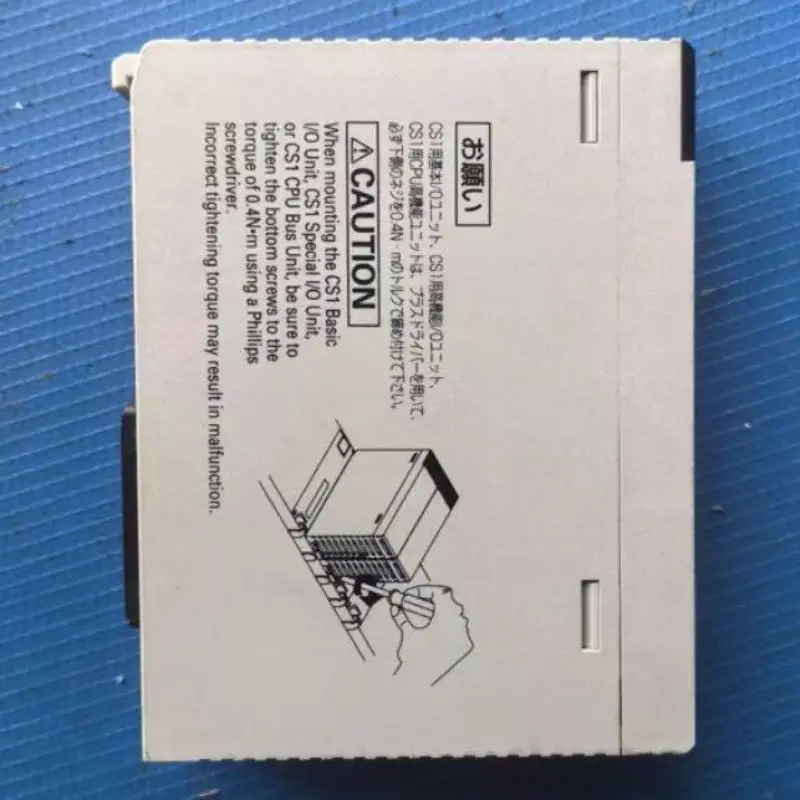 お願い
CS1用基本I/Oユニット、CS1用高機能I/Oユニット、
CS1用CPU高機能ユニットは、プラスドライバーを用いて、
必ず下側のネジを0.4N・mのトルクで締め付けて下さい。
⚠CAUTION
When mounting the CS1 Basic
I/O Unit, CS1 Special I/O Unit,
or CS1 CPU Bus Unit, be sure to
tighten the bottom screws to the
torque of 0.4N•m using a Phillips
screwdriver.
Incorrect tightening torque may result in malfunction.